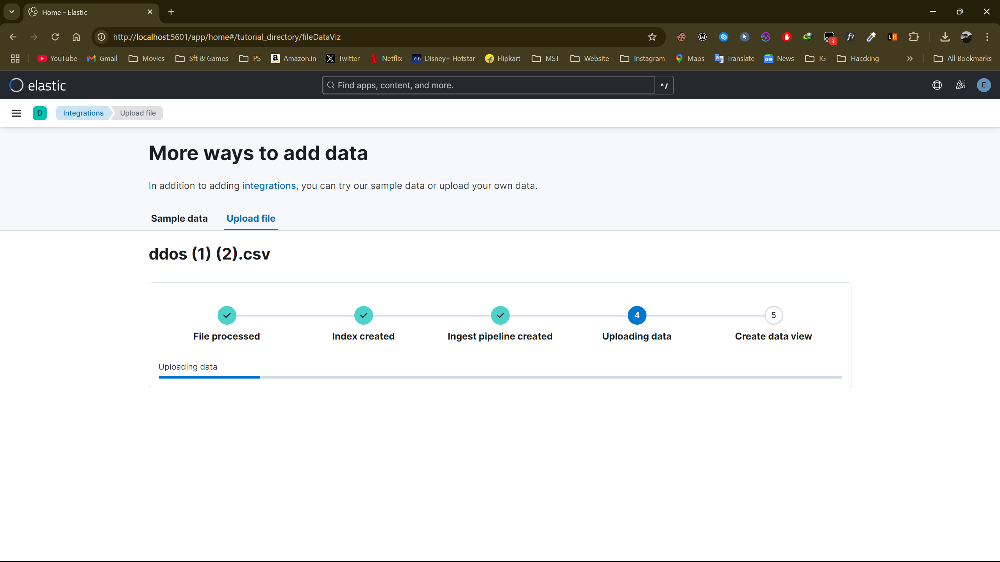 Home - Elastic
http://localhost:5601/app/home#/tutorial_directory/fileDataViz
3
f?
L H
YouTube
Gmail
Movies
Sft & Games
PS
a Amazon.in
X Twitter
N Netflix
Dh Disney+ Hotstar
Flipkart
MST
Website
Instagram
Maps
Translate
GE News
IG
Haccking
»
All Bookmarks
elastic
Find apps, content, and more.
^/
E
D
Integrations
Upload file
More ways to add data
In addition to adding integrations, you can try our sample data or upload your own data.
Sample data
Upload file
ddos (1) (2).csv
4
5
File processed
Index created
Ingest pipeline created
Uploading data
Create data view
Uploading data